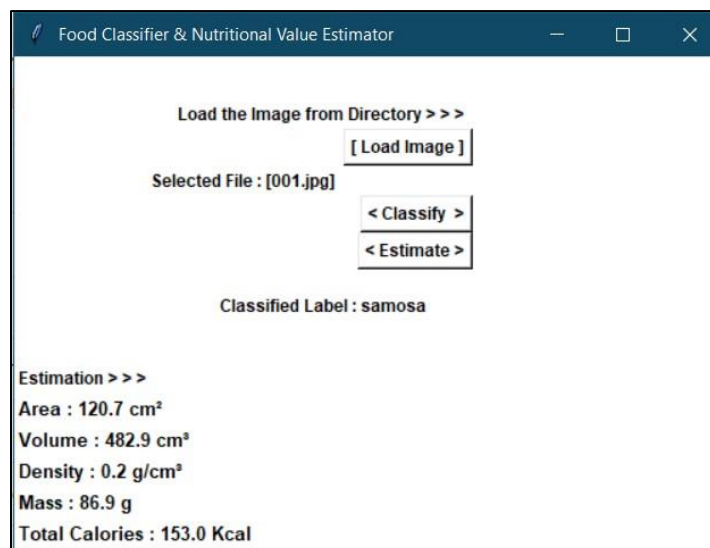 Food Classifier & Nutritional Value Estimator
Load the Image from Directory > > >
[ Load Image ]
Selected File : [001.jpg]
< Classify >
< Estimate >
Classified Label : samosa
Estimation > > >
Area : 120.7 cm²
Volume : 482.9 cm³
Density : 0.2 g/cm³
Mass : 86.9 g
Total Calories : 153.0 Kcal